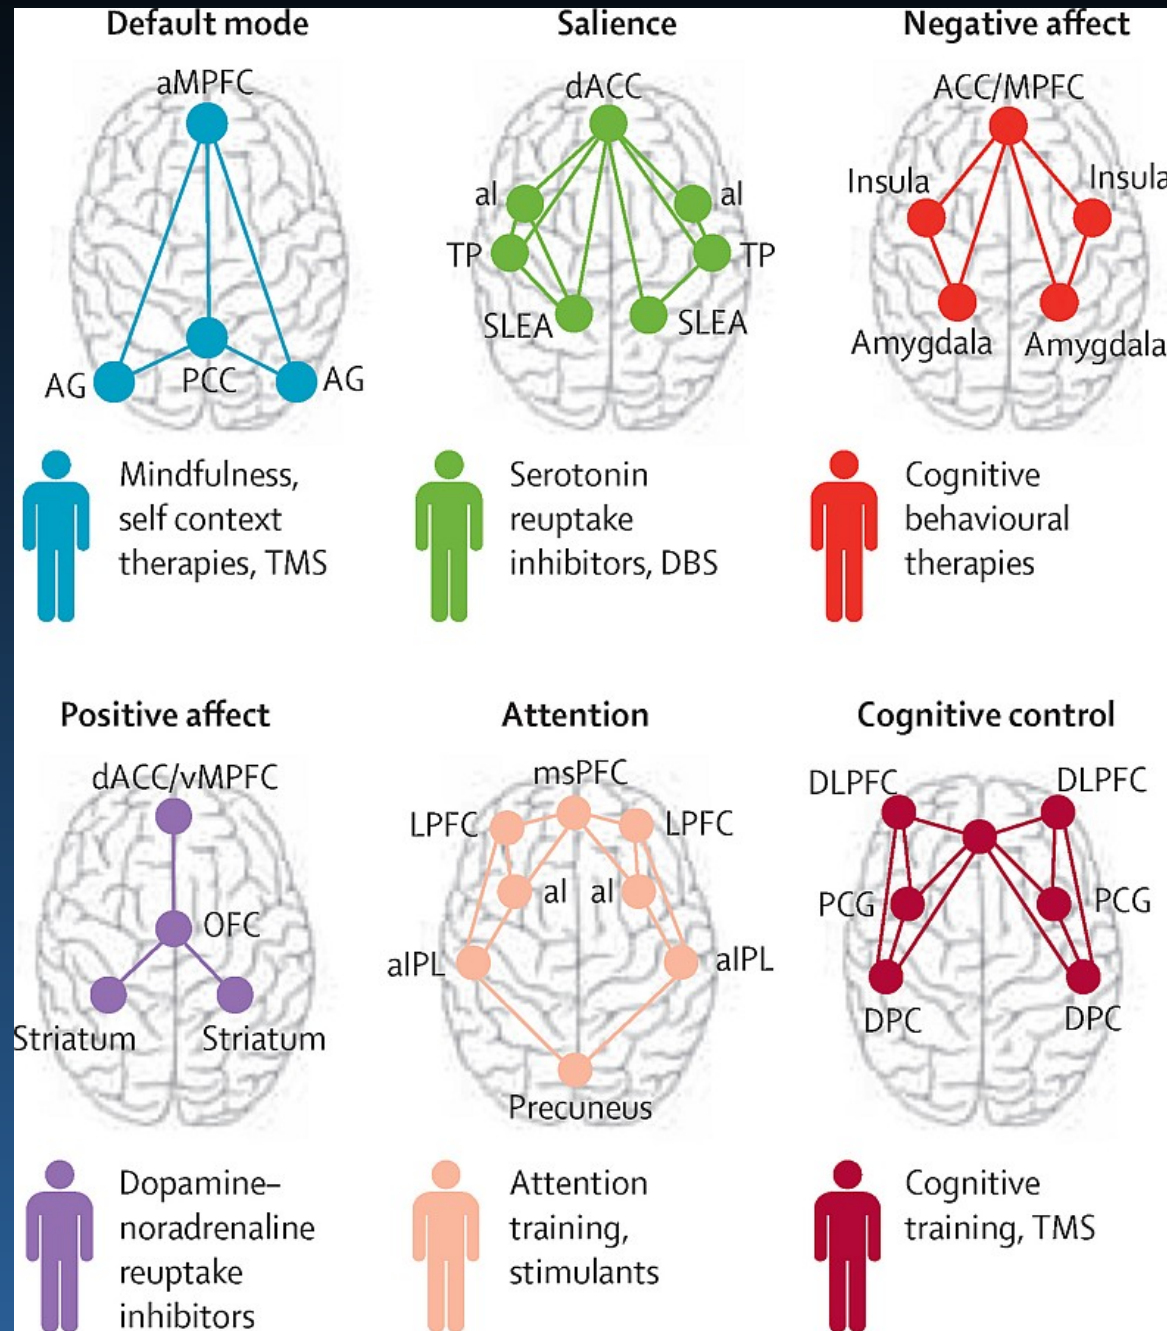 Default mode
aMPFC
AG
PCC
AG
Mindfulness,
self context
therapies, TMS
Salience
dACC
aI
aI
TP
TP
SLEA
SLEA
Serotonin
reuptake
inhibitors, DBS
Negative affect
ACC/MPFC
Insula
Insula
Amygdala
Amygdala
Cognitive
behavioural
therapies
Positive affect
dACC/vMPFC
OFC
Striatum
Striatum
Dopamine–
noradrenaline
reuptake
inhibitors
Attention
msPFC
LPFC
LPFC
aI
aI
aIPL
aIPL
Precuneus
Attention
training,
stimulants
Cognitive control
DLPFC
DLPFC
PCG
PCG
DPC
DPC
Cognitive
training, TMS